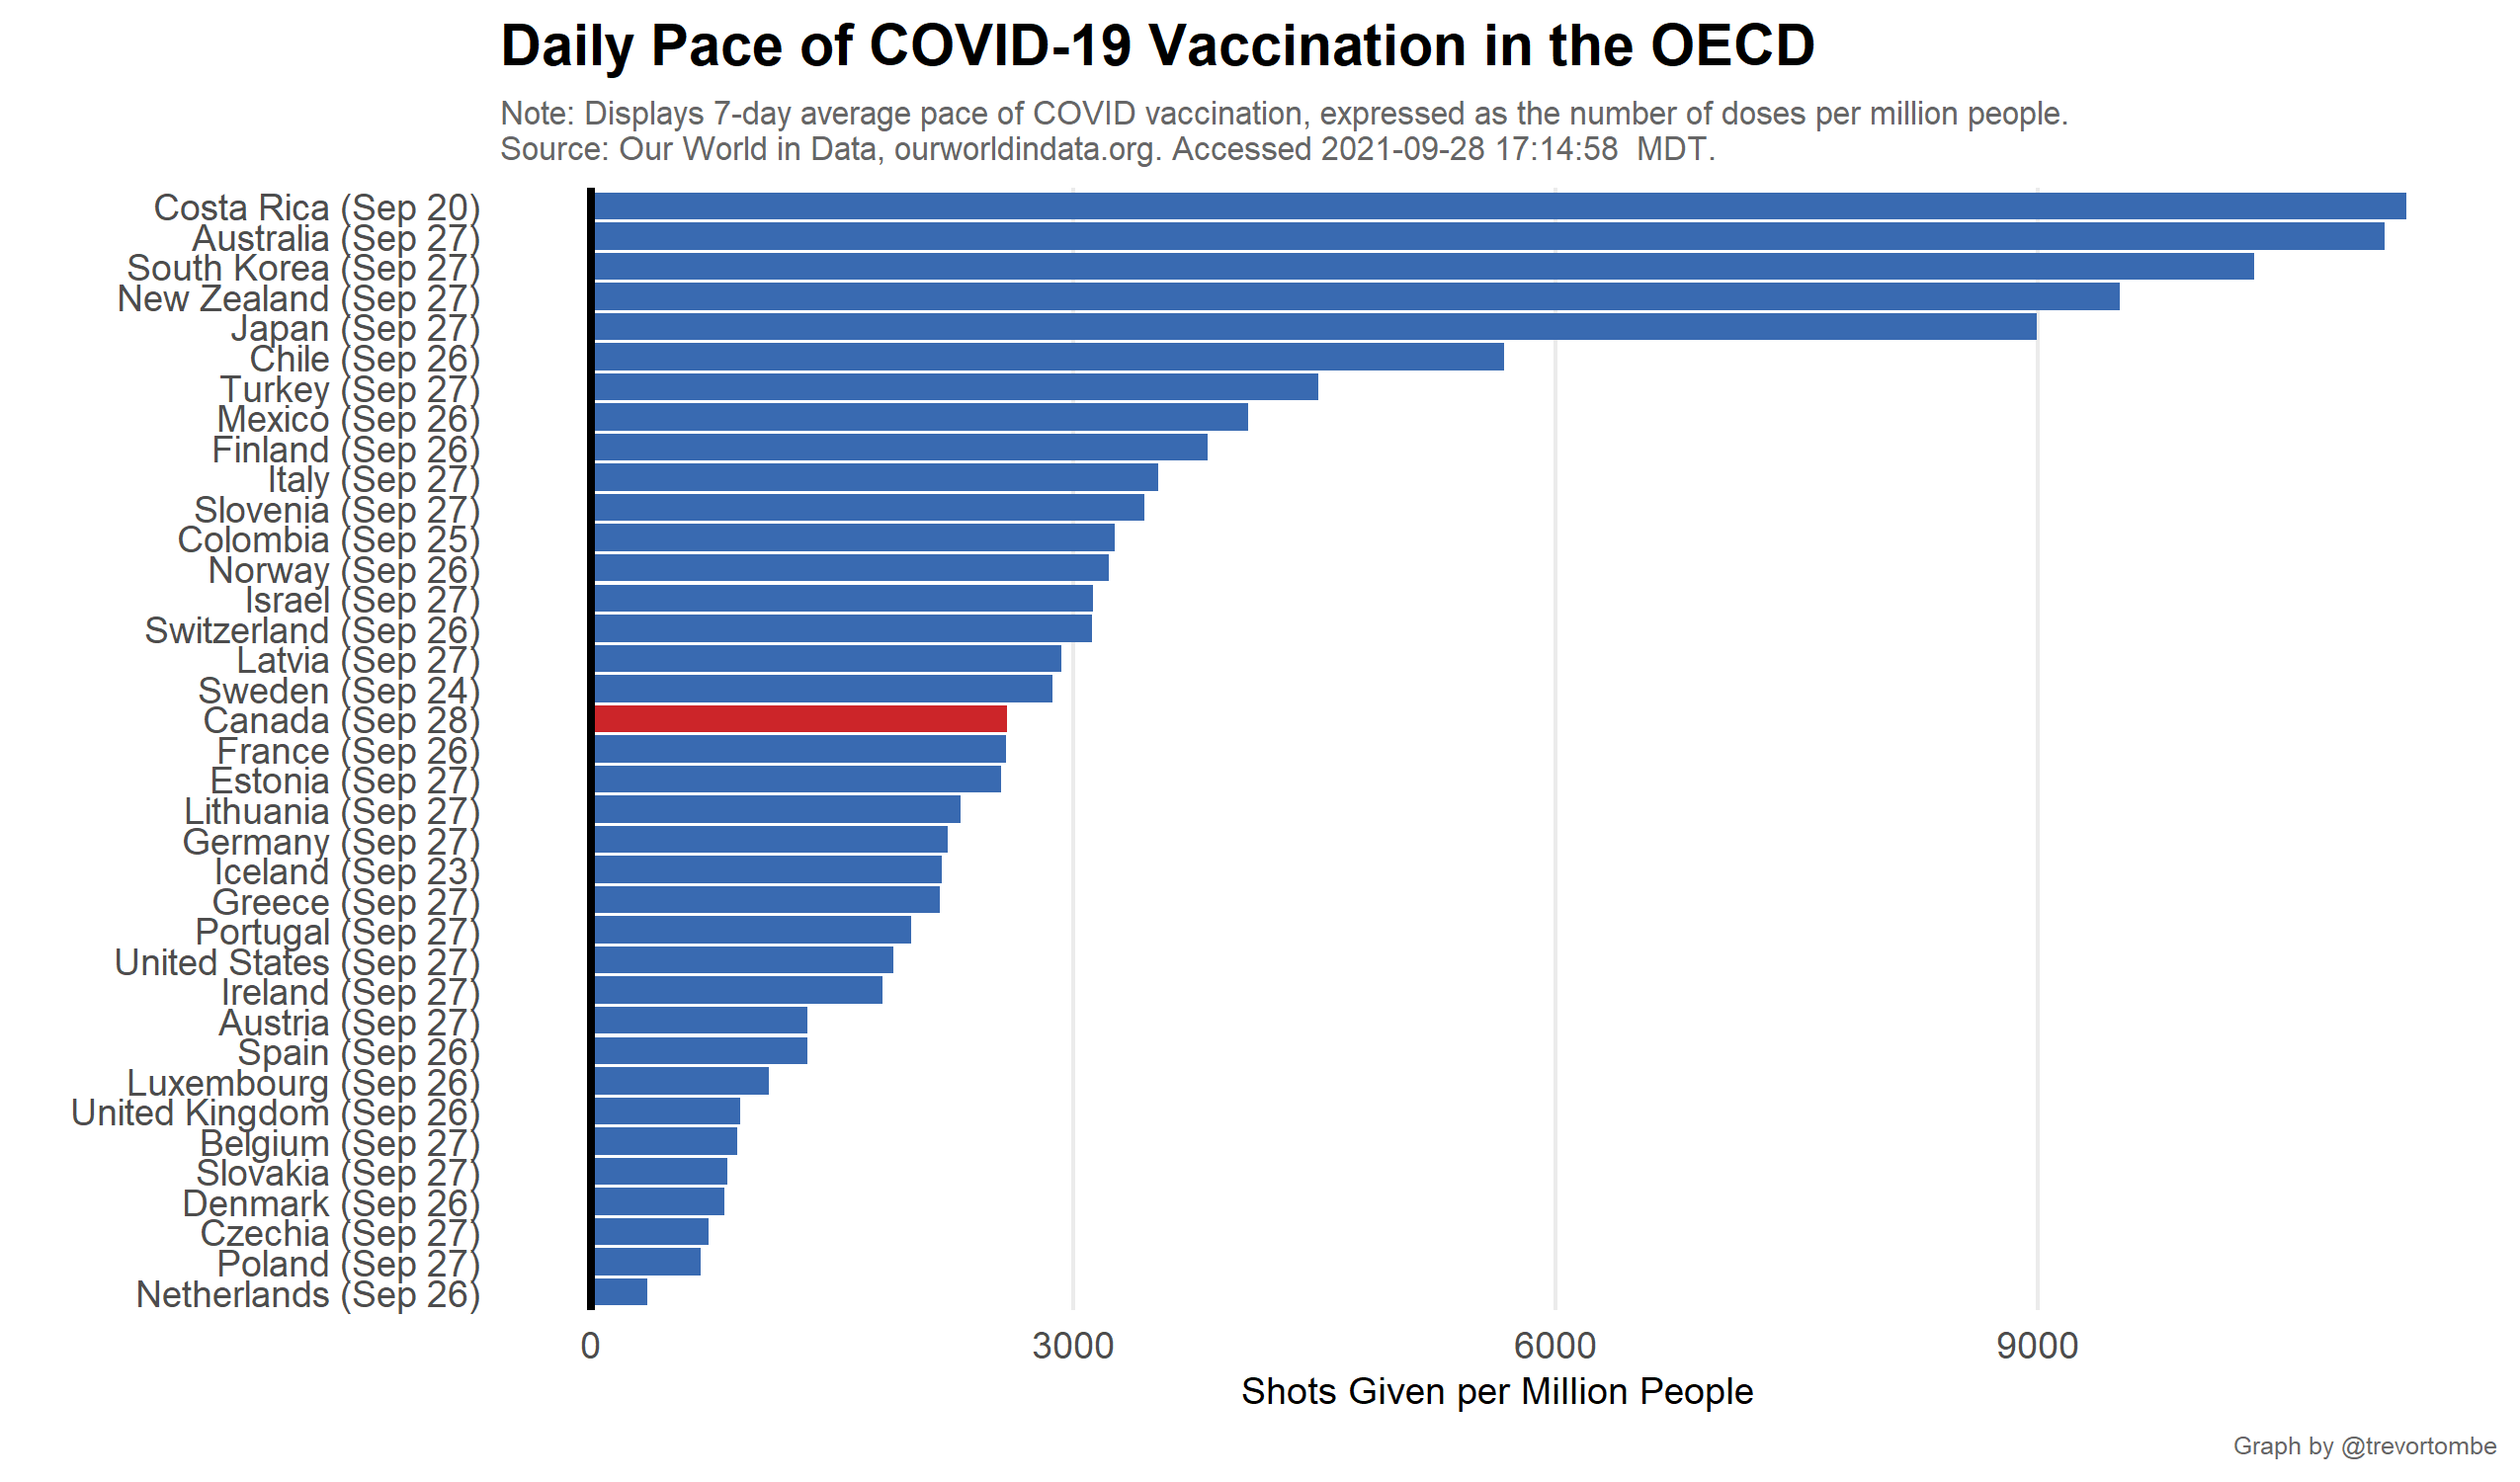 Daily Pace of COVID-19 Vaccination in the OECD
Note: Displays 7-day average pace of COVID vaccination, expressed as the number of doses per million people.
Source: Our World in Data, ourworldindata.org. Accessed 2021-09-28 17:14:58  MDT.
Costa Rica (Sep 20)
Australia (Sep 27)
South Korea (Sep 27)
New Zealand (Sep 27)
Japan (Sep 27)
Chile (Sep 26)
Turkey (Sep 27)
Mexico (Sep 26)
Finland (Sep 26)
Italy (Sep 27)
Slovenia (Sep 27)
Colombia (Sep 25)
Norway (Sep 26)
Israel (Sep 27)
Switzerland (Sep 26)
Latvia (Sep 27)
Sweden (Sep 24)
Canada (Sep 28)
France (Sep 26)
Estonia (Sep 27)
Lithuania (Sep 27)
Germany (Sep 27)
Iceland (Sep 23)
Greece (Sep 27)
Portugal (Sep 27)
United States (Sep 27)
Ireland (Sep 27)
Austria (Sep 27)
Spain (Sep 26)
Luxembourg (Sep 26)
United Kingdom (Sep 26)
Belgium (Sep 27)
Slovakia (Sep 27)
Denmark (Sep 26)
Czechia (Sep 27)
Poland (Sep 27)
Netherlands (Sep 26)
0 3000 6000 9000
Shots Given per Million People
Graph by @trevortombe